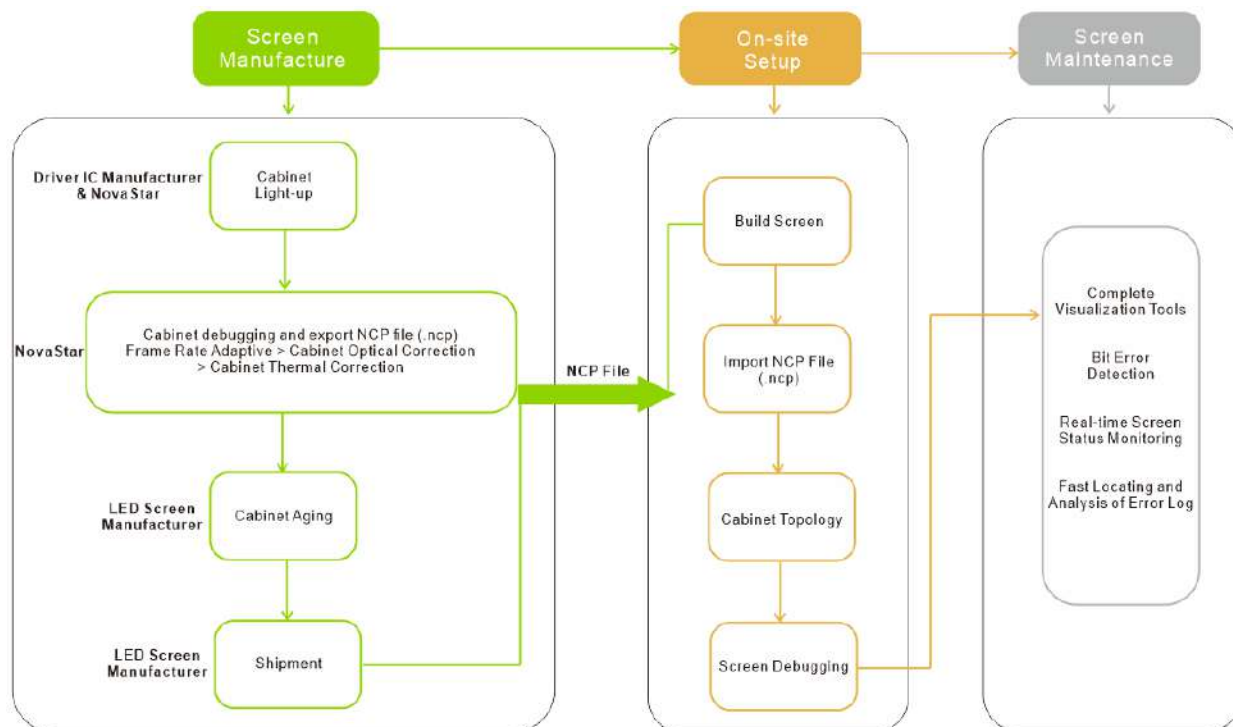 Screen
Manufacture
On-site
Setup
Screen
Maintenance
Driver IC Manufacturer
& NovaStar
Cabinet
Light-up
NovaStar
Cabinet debugging and export NCP file (.ncp)
Frame Rate Adaptive > Cabinet Optical Correction
> Cabinet Thermal Correction
LED Screen
Manufacturer
Cabinet Aging
LED Screen
Manufacturer
Shipment
NCP File
Build Screen
Import NCP File
(.ncp)
Cabinet Topology
Screen Debugging
Complete
Visualization Tools
Bit Error
Detection
Real-time Screen
Status Monitoring
Fast Locating and
Analysis of Error Log